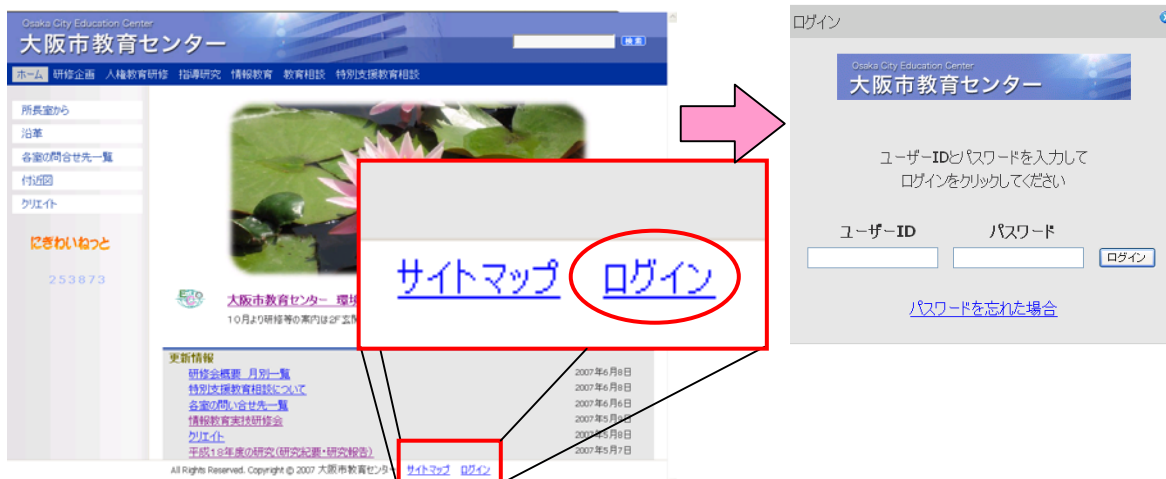 Osaka City Education Center
大阪市教育センター
検索
ホーム 研修企画 人権教育研修 指導研究 情報教育 教育相談 特別支援教育相談
所長室から
沿革
各室の問合せ先一覧
付近図
クリエイト
にぎわいねっと
253873
大阪市教育センター 環境
10月より研修等の案内は2F玄関
サイトマップ ログイン
更新情報
研修会概要 月別一覧 2007年6月8日
特別支援教育相談について 2007年6月8日
各室の問い合せ先一覧 2007年6月6日
情報教育実技研修会 2007年5月9日
クリエイト 2007年5月8日
平成18年度の研究(研究紀要・研究報告) 2007年5月7日
All Rights Reserved. Copyright © 2007 大阪市教育センター サイトマップ ログイン
ログイン
Osaka City Education Center
大阪市教育センター
ユーザーIDとパスワードを入力して
ログインをクリックしてください
ユーザーID パスワード
ログイン
パスワードを忘れた場合